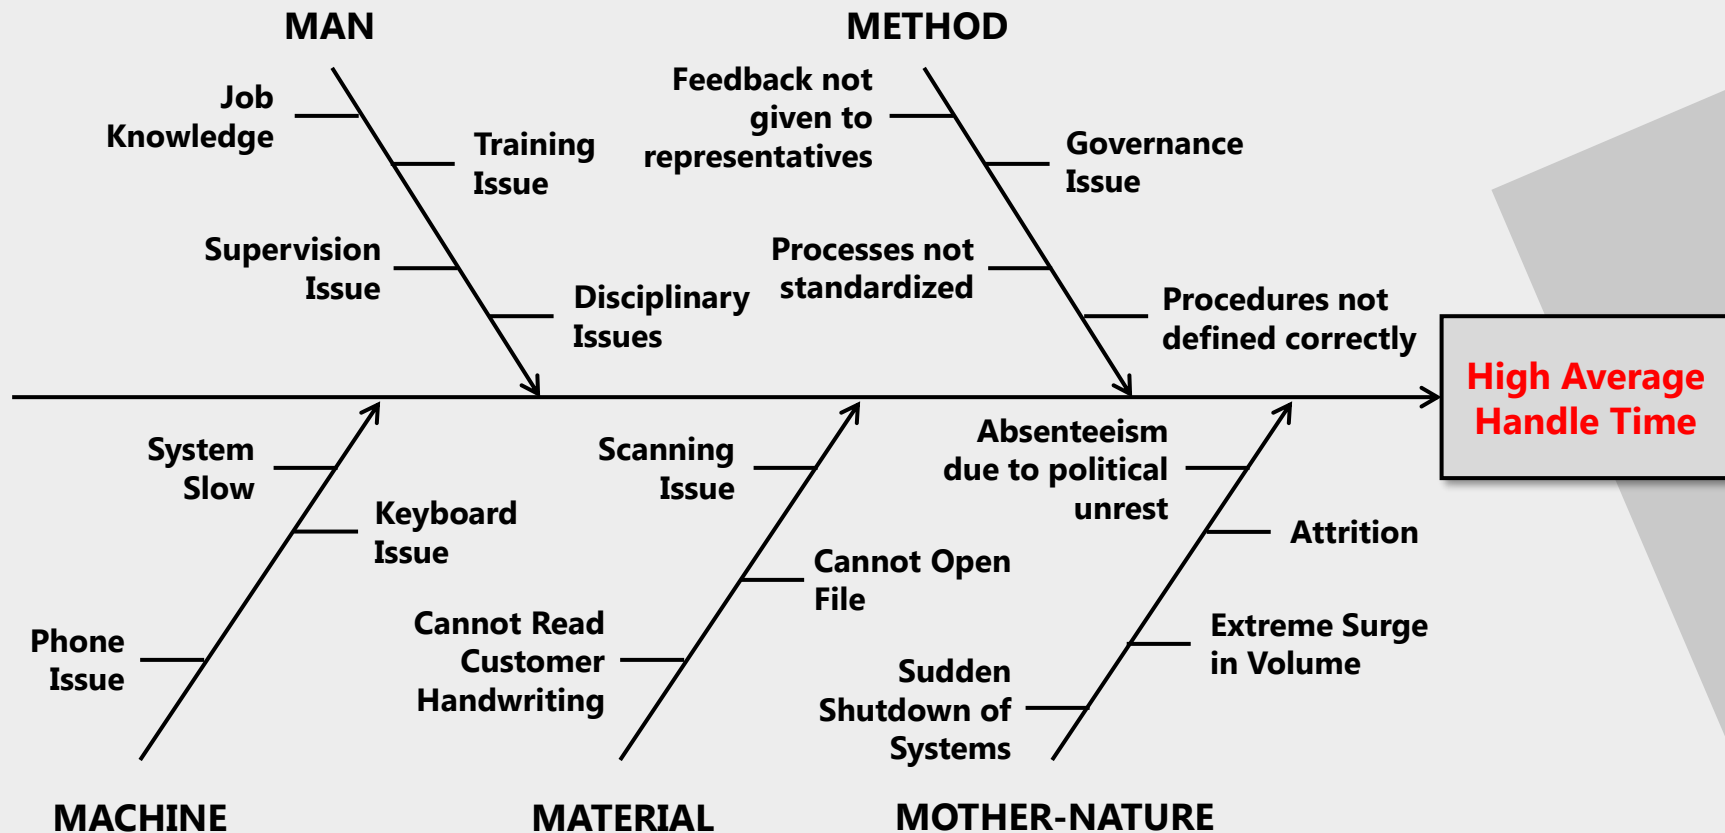 MAN
METHOD
Job
Knowledge
Training
Issue
Supervision
Issue
Disciplinary
Issues
Feedback not
given to
representatives
Governance
Issue
Processes not
standardized
Procedures not
defined correctly
High Average
Handle Time
System
Slow
Keyboard
Issue
Phone
Issue
Scanning
Issue
Cannot Open
File
Cannot Read
Customer
Handwriting
Absenteeism
due to political
unrest
Attrition
Extreme Surge
in Volume
Sudden
Shutdown of
Systems
MACHINE
MATERIAL
MOTHER-NATURE